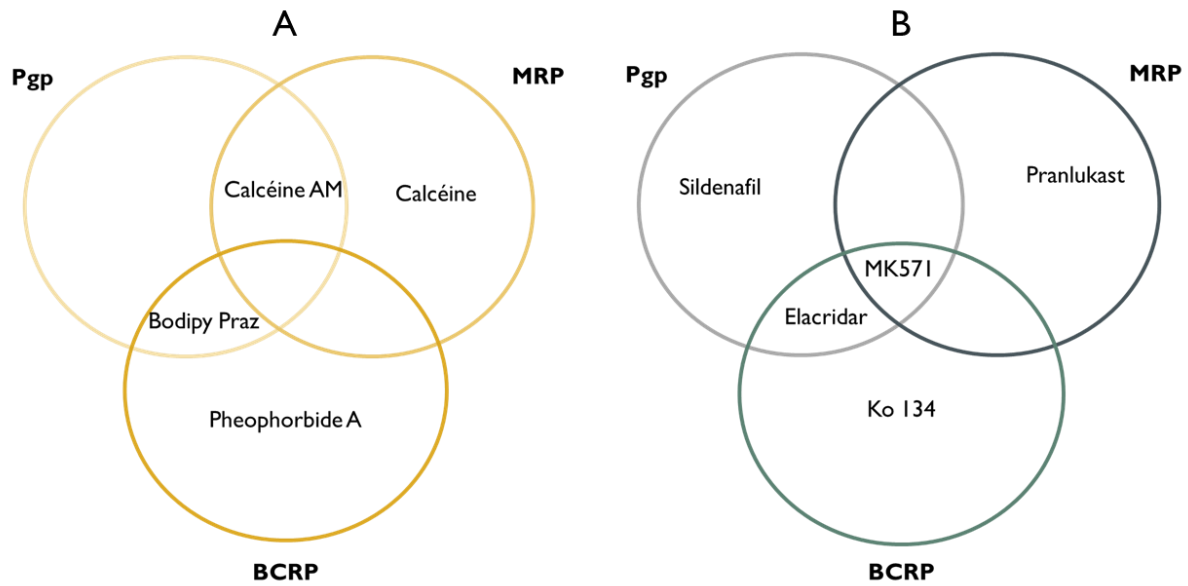 A
Pgp
MRP
Calcéine AM
Calcéine
Bodipy Praz
Pheophorbide A
BCRP
B
Pgp
MRP
Sildenafil
Pranlukast
MK571
Elacridar
Ko 134
BCRP